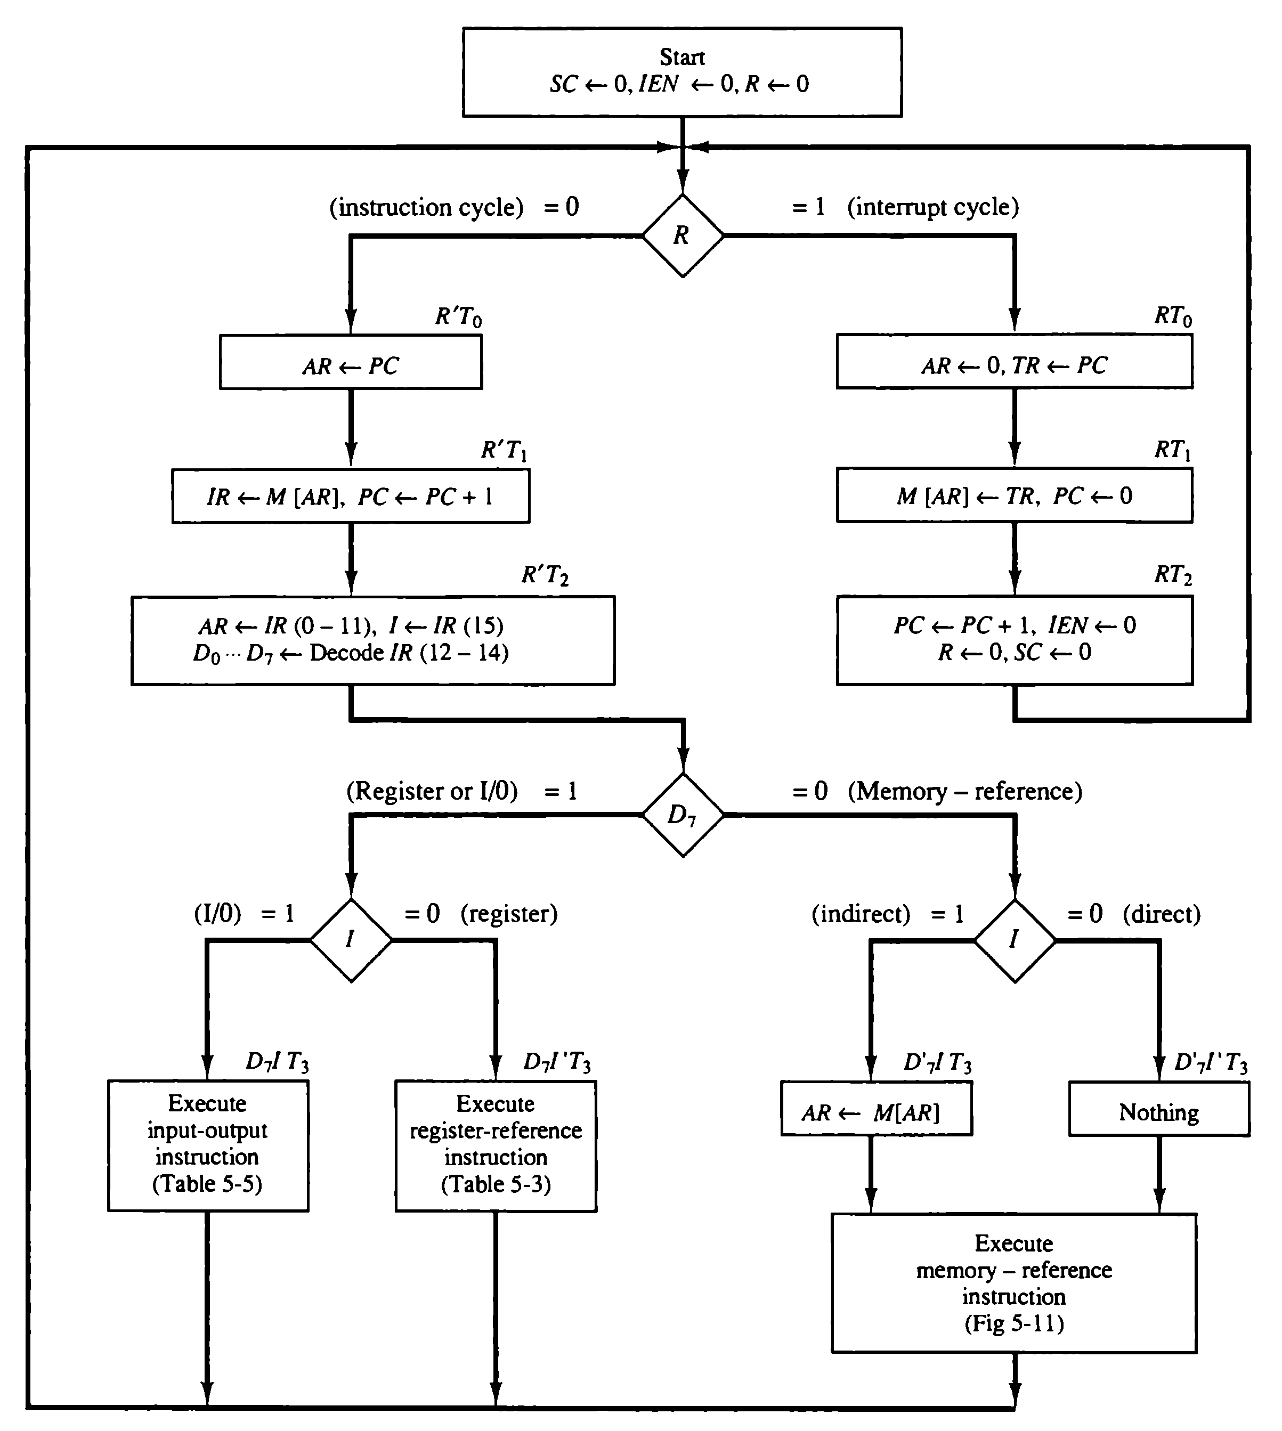 Start
SC ← 0, IEN ← 0, R ← 0
(instruction cycle) = 0
= 1 (interrupt cycle)
R
R'T₀
RT₀
AR ← PC
AR ← 0, TR ← PC
R'T₁
RT₁
IR ← M [AR], PC ← PC + 1
M [AR] ← TR, PC ← 0
R'T₂
RT₂
AR ← IR (0 – 11), I ← IR (15)
D₀ ··· D₇ ← Decode IR (12 – 14)
PC ← PC + 1, IEN ← 0
R ← 0, SC ← 0
(Register or I/0) = 1
= 0 (Memory – reference)
D₇
(I/0) = 1
= 0 (register)
I
(indirect) = 1
= 0 (direct)
I
D₇I T₃
D₇I'T₃
D'₇I T₃
D'₇I'T₃
Execute
input-output
instruction
(Table 5-5)
Execute
register-reference
instruction
(Table 5-3)
AR ← M[AR]
Nothing
Execute
memory – reference
instruction
(Fig 5-11)